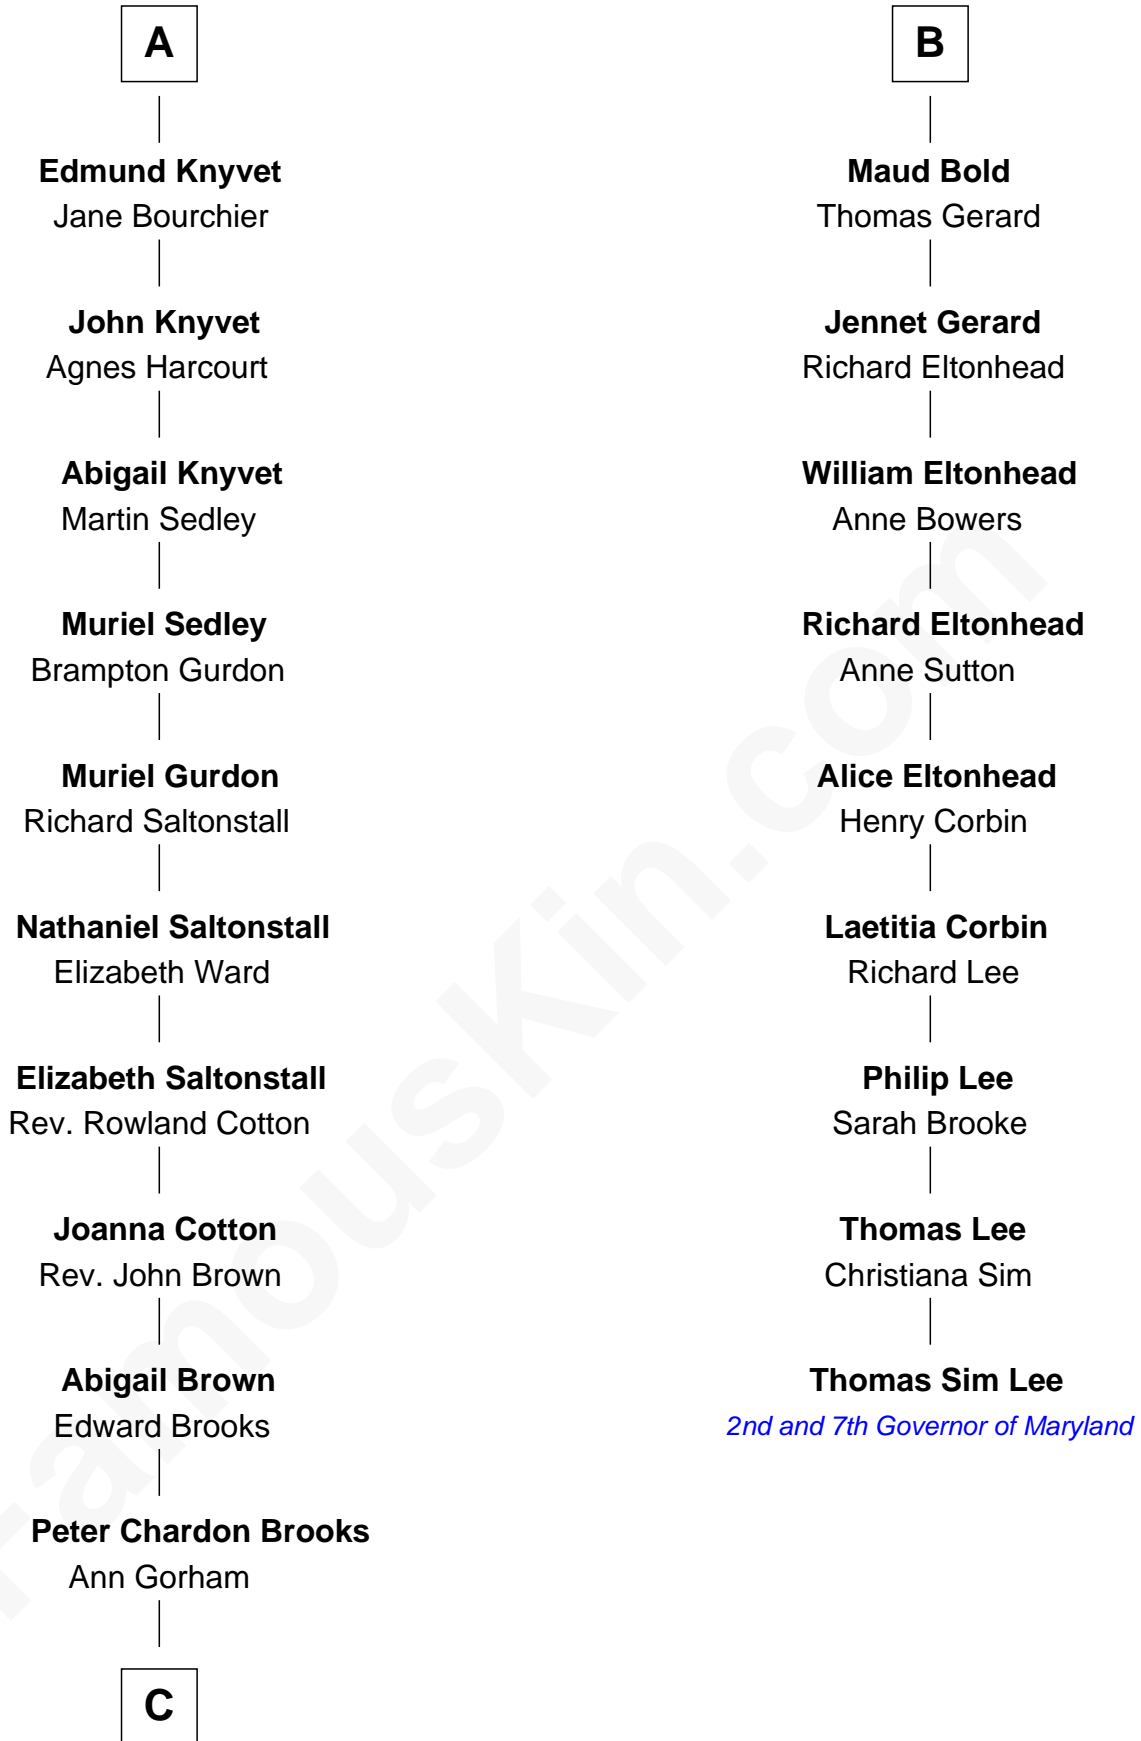 A
Edmund Knyvet
Jane Bourchier
John Knyvet
Agnes Harcourt
Abigail Knyvet
Martin Sedley
Muriel Sedley
Brampton Gurdon
Muriel Gurdon
Richard Saltonstall
Nathaniel Saltonstall
Elizabeth Ward
Elizabeth Saltonstall
Rev. Rowland Cotton
Joanna Cotton
Rev. John Brown
Abigail Brown
Edward Brooks
Peter Chardon Brooks
Ann Gorham
C
B
Maud Bold
Thomas Gerard
Jennet Gerard
Richard Eltonhead
William Eltonhead
Anne Bowers
Richard Eltonhead
Anne Sutton
Alice Eltonhead
Henry Corbin
Laetitia Corbin
Richard Lee
Philip Lee
Sarah Brooke
Thomas Lee
Christiana Sim
Thomas Sim Lee
2nd and 7th Governor of Maryland
FamousKin.com